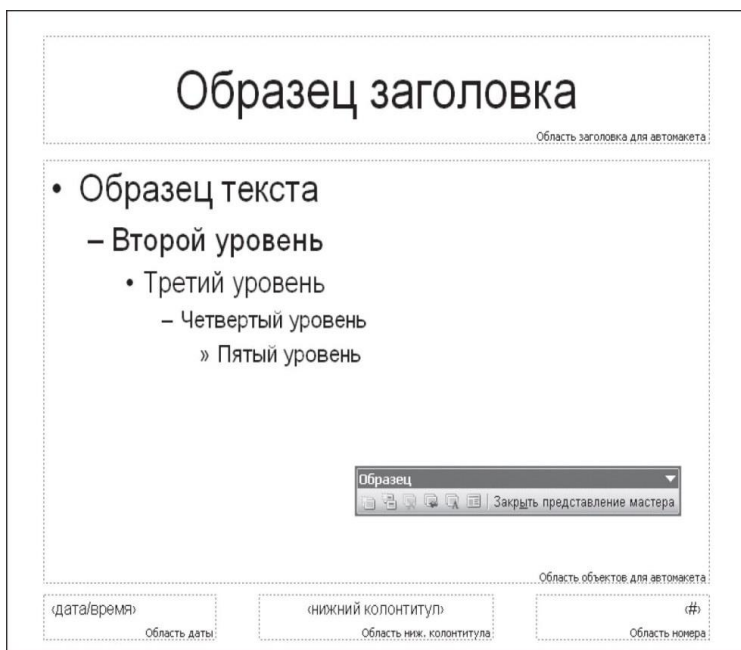 Образец заголовка
Область заголовка для автомакета
• Образец текста
– Второй уровень
• Третий уровень
– Четвертый уровень
» Пятый уровень
Образец
Закрыть представление мастера
Область объектов для автомакета
‹дата/время›
Область даты
‹нижний колонтитул›
Область ниж. колонтитула
‹#›
Область номера